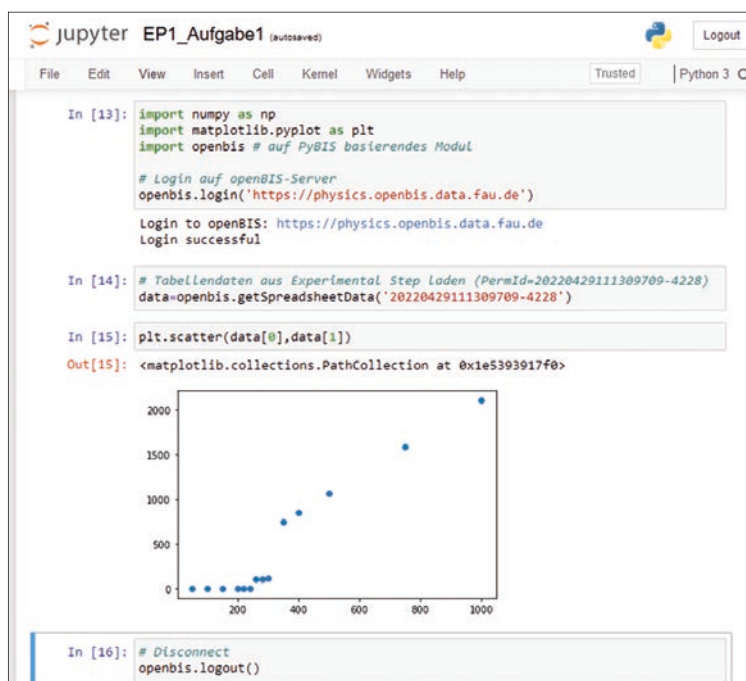 jupyter EP1_Aufgabe1 (autosaved) Logout
File Edit View Insert Cell Kernel Widgets Help Trusted Python 3
In [13]: import numpy as np
import matplotlib.pyplot as plt
import openbis # auf PyBIS basierendes Modul
# Login auf openBIS-Server
openbis.login('https://physics.openbis.data.fau.de')
Login to openBIS: https://physics.openbis.data.fau.de
Login successful
In [14]: # Tabellendaten aus Experimental Step laden (PermId=20220429111309709-4228)
data=openbis.getSpreadsheetData('20220429111309709-4228')
In [15]: plt.scatter(data[0],data[1])
Out[15]: <matplotlib.collections.PathCollection at 0x1e5393917f0>
2000
1500
1000
500
0
200 400 600 800 1000
In [16]: # Disconnect
openbis.logout()